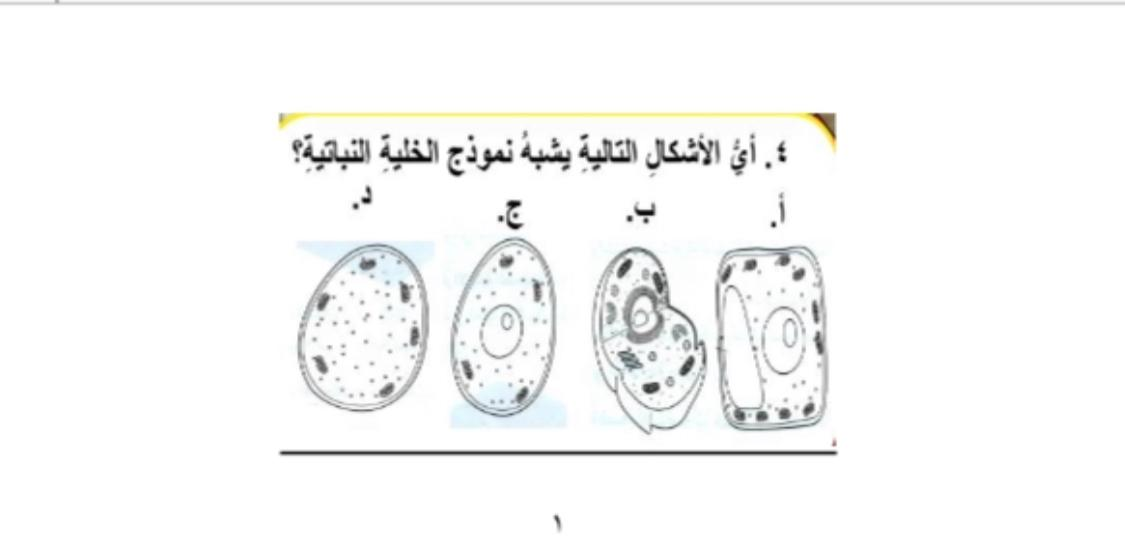 ٤. أيُّ الأشكالِ التاليةِ يشبهُ نموذج الخليةِ النباتيةِ؟
أ. ب. ج. د.
١